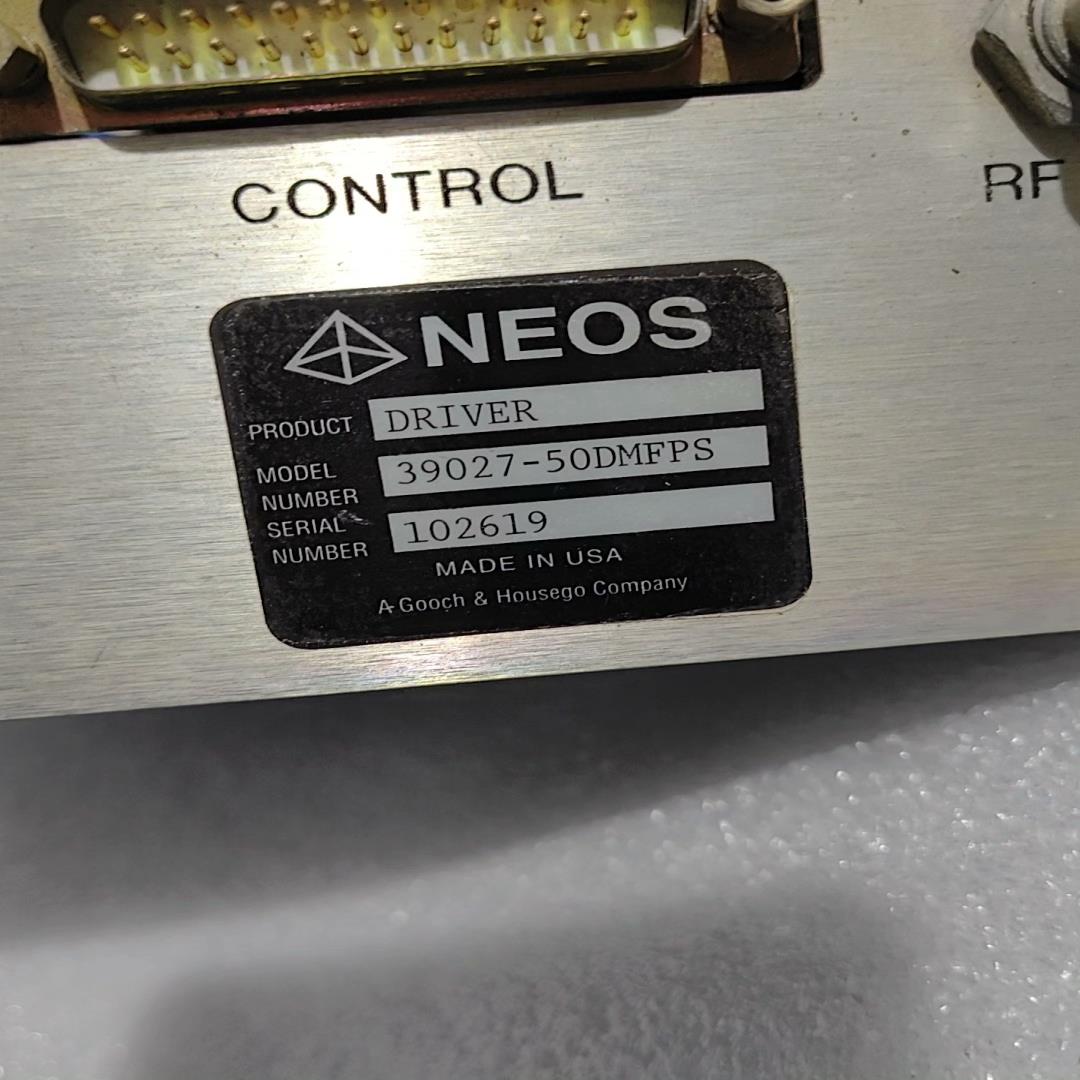 CONTROL
RF
NEOS
PRODUCT DRIVER
MODEL NUMBER 39027-50DMFPS
SERIAL NUMBER 102619
MADE IN USA
A Gooch & Housego Company